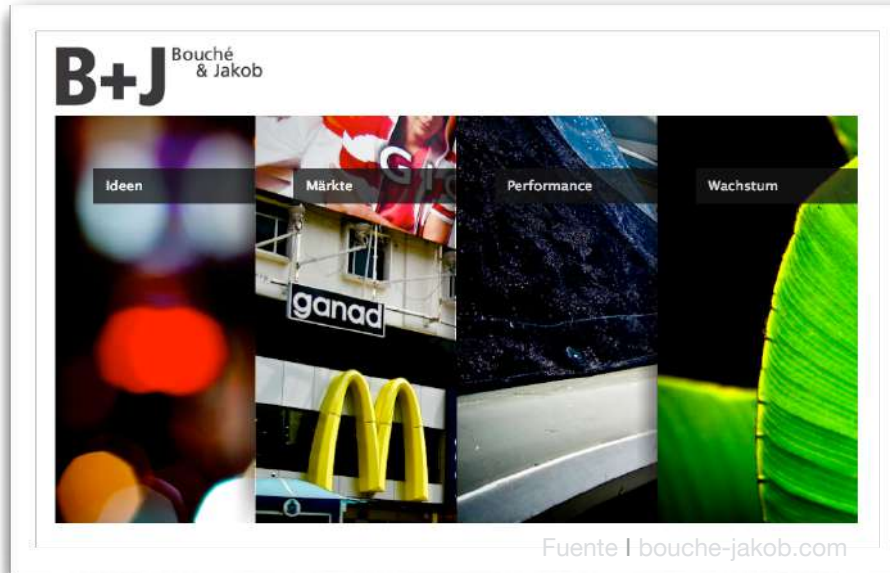 B+J
Bouché
& Jakob
Ideen
Märkte
Performance
Wachstum
ganad
Fuente | bouche-jakob.com